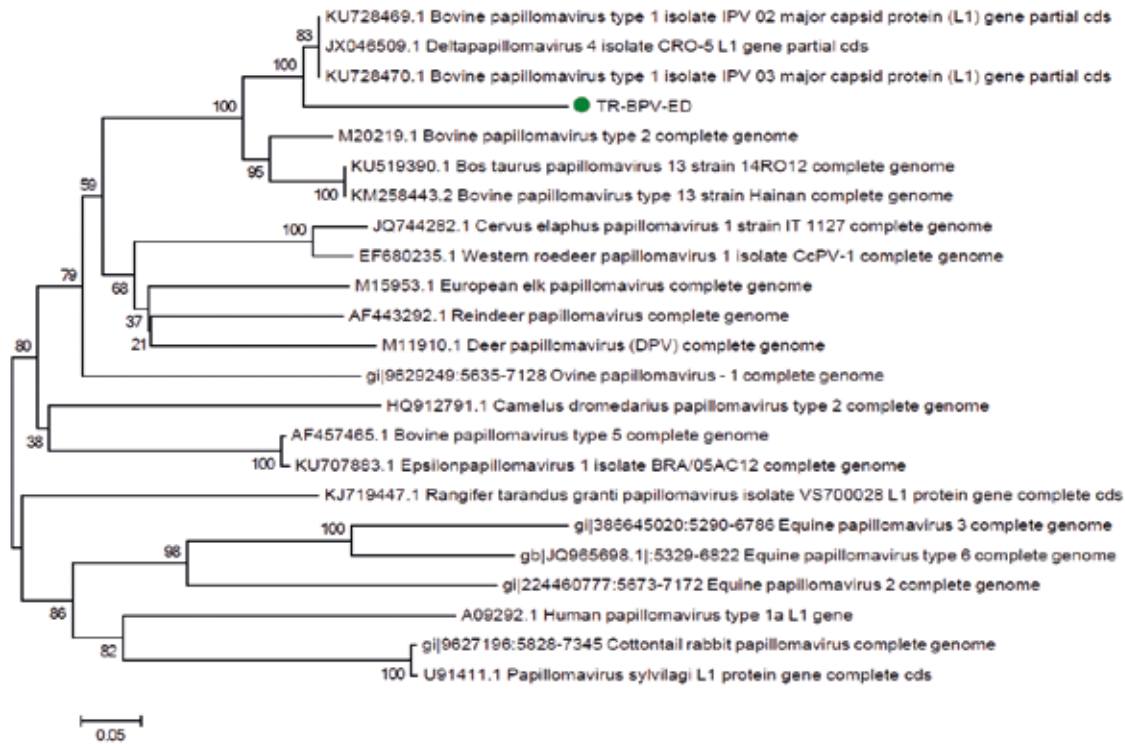 KU728469.1 Bovine papillomavirus type 1 isolate IPV 02 major capsid protein (L1) gene partial cds
83
JX046509.1 Deltapapillomavirus 4 isolate CRO-5 L1 gene partial cds
100
KU728470.1 Bovine papillomavirus type 1 isolate IPV 03 major capsid protein (L1) gene partial cds
100
TR-BPV-ED
M20219.1 Bovine papillomavirus type 2 complete genome
95
KU519390.1 Bos taurus papillomavirus 13 strain 14RO12 complete genome
59
100
KM258443.2 Bovine papillomavirus type 13 strain Hainan complete genome
100
JQ744282.1 Cervus elaphus papillomavirus 1 strain IT 1127 complete genome
EF680235.1 Western roedeer papillomavirus 1 isolate CcPV-1 complete genome
79
68
M15953.1 European elk papillomavirus complete genome
37
AF443292.1 Reindeer papillomavirus complete genome
80
21
M11910.1 Deer papillomavirus (DPV) complete genome
gi|9629249:5635-7128 Ovine papillomavirus - 1 complete genome
HQ912791.1 Camelus dromedarius papillomavirus type 2 complete genome
38
AF457465.1 Bovine papillomavirus type 5 complete genome
100
KU707883.1 Epsilonpapillomavirus 1 isolate BRA/05AC12 complete genome
KJ719447.1 Rangifer tarandus granti papillomavirus isolate VS700028 L1 protein gene complete cds
100
gi|386645020:5290-6786 Equine papillomavirus 3 complete genome
98
gb|JQ965698.1|:5329-6822 Equine papillomavirus type 6 complete genome
gi|224460777:5673-7172 Equine papillomavirus 2 complete genome
86
A09292.1 Human papillomavirus type 1a L1 gene
82
gi|9627196:5828-7345 Cottontail rabbit papillomavirus complete genome
100
U91411.1 Papillomavirus sylvilagi L1 protein gene complete cds
0.05